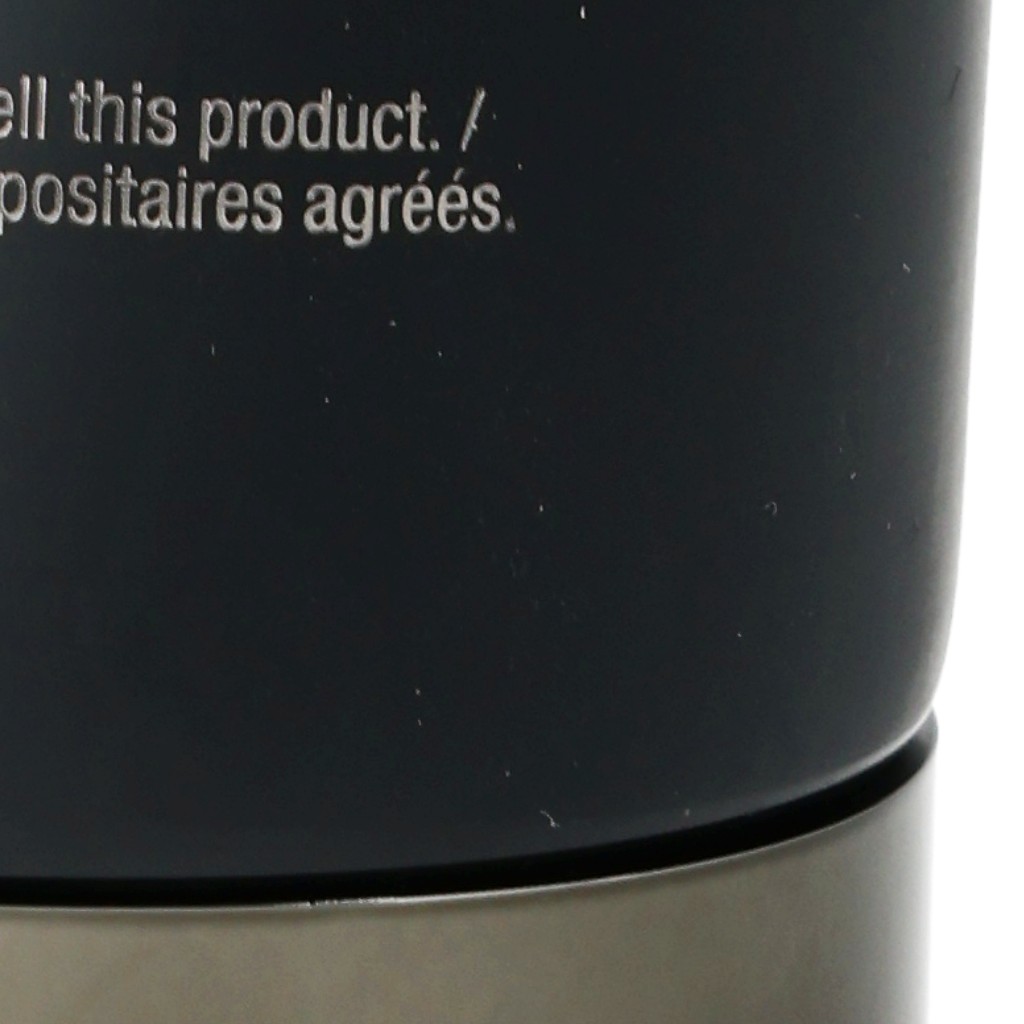 ell this product. /
positaires agréés.